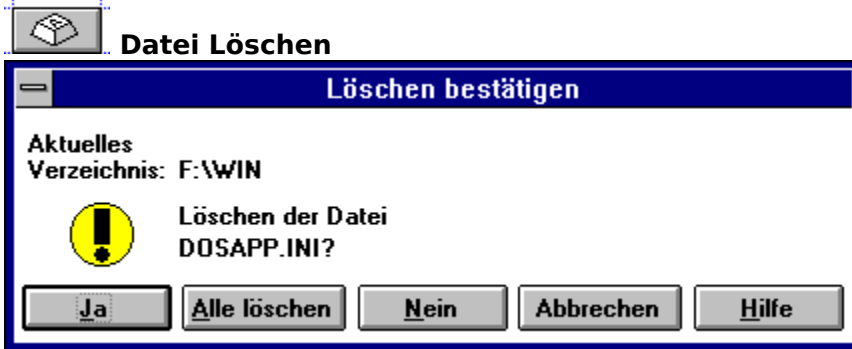 Datei Löschen
Löschen bestätigen
Aktuelles
Verzeichnis: F:\WIN
Löschen der Datei
DOSAPP.INI?
Ja Alle löschen Nein Abbrechen Hilfe